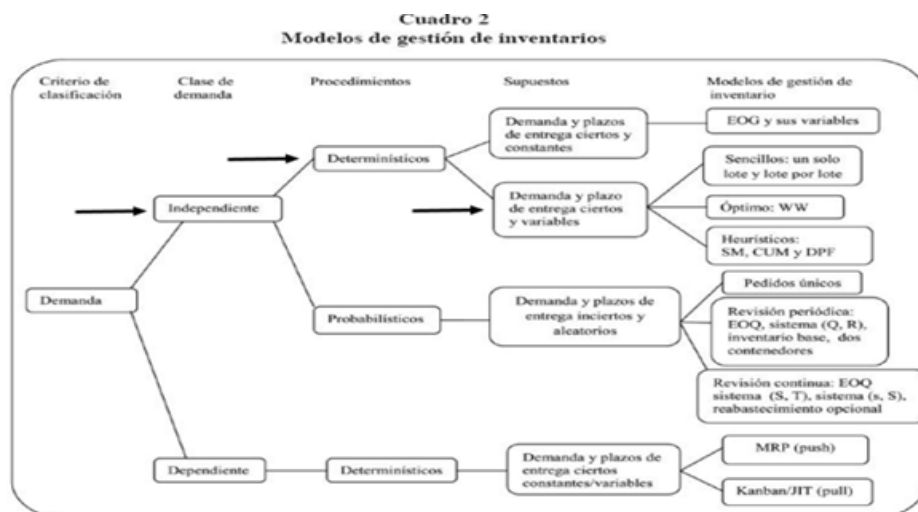 Cuadro 2
Modelos de gestión de inventarios
Criterio de
clasificación
Clase de
demanda
Procedimientos
Supuestos
Modelos de gestión de
inventario
Demanda y plazos
de entrega ciertos y
constantes
EOG y sus variables
Determinísticos
Sencillos: un solo
lote y lote por lote
Independiente
Demanda y plazo
de entrega ciertos
y variables
Óptimo: WW
Heurísticos:
SM, CUM y DPF
Demanda
Probabilísticos
Demanda y plazos de
entrega inciertos y
aleatorios
Pedidos únicos
Revisión periódica:
EOQ, sistema (Q, R),
inventario base, dos
contenedores
Revisión continua: EOQ
sistema (S, T), sistema (s, S),
reabastecimiento opcional
Dependiente
Determinísticos
Demanda y plazos de
entrega ciertos
constantes/variables
MRP (push)
Kanban/JIT (pull)